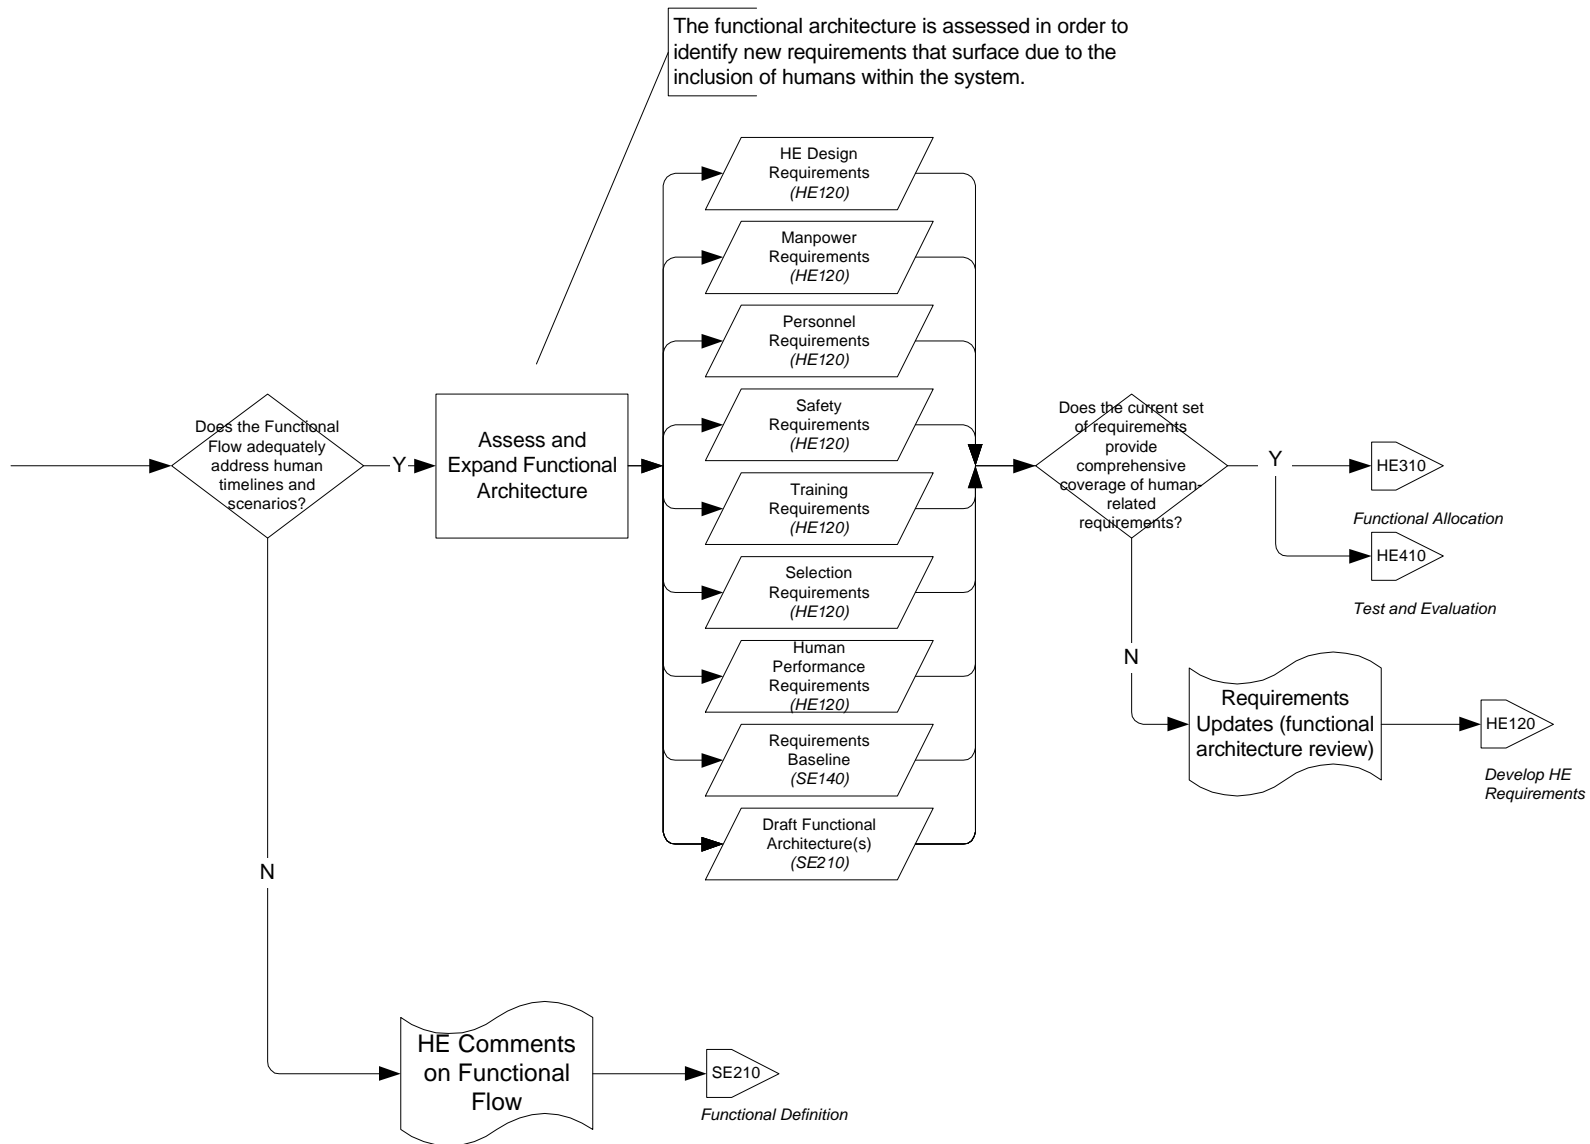 The functional architecture is assessed in order to
identify new requirements that surface due to the
inclusion of humans within the system.
HE Design
Requirements
(HE120)
Manpower
Requirements
(HE120)
Personnel
Requirements
(HE120)
Safety
Requirements
(HE120)
Training
Requirements
(HE120)
Selection
Requirements
(HE120)
Human
Performance
Requirements
(HE120)
Requirements
Baseline
(SE140)
Draft Functional
Architecture(s)
(SE210)
Does the Functional
Flow adequately
address human
timelines and
scenarios?
Y
Assess and
Expand Functional
Architecture
Does the current set
of requirements
provide
comprehensive
coverage of human-
related
requirements?
Y
HE310
Functional Allocation
HE410
Test and Evaluation
N
Requirements
Updates (functional
architecture review)
HE120
Develop HE
Requirements
N
HE Comments
on Functional
Flow
SE210
Functional Definition